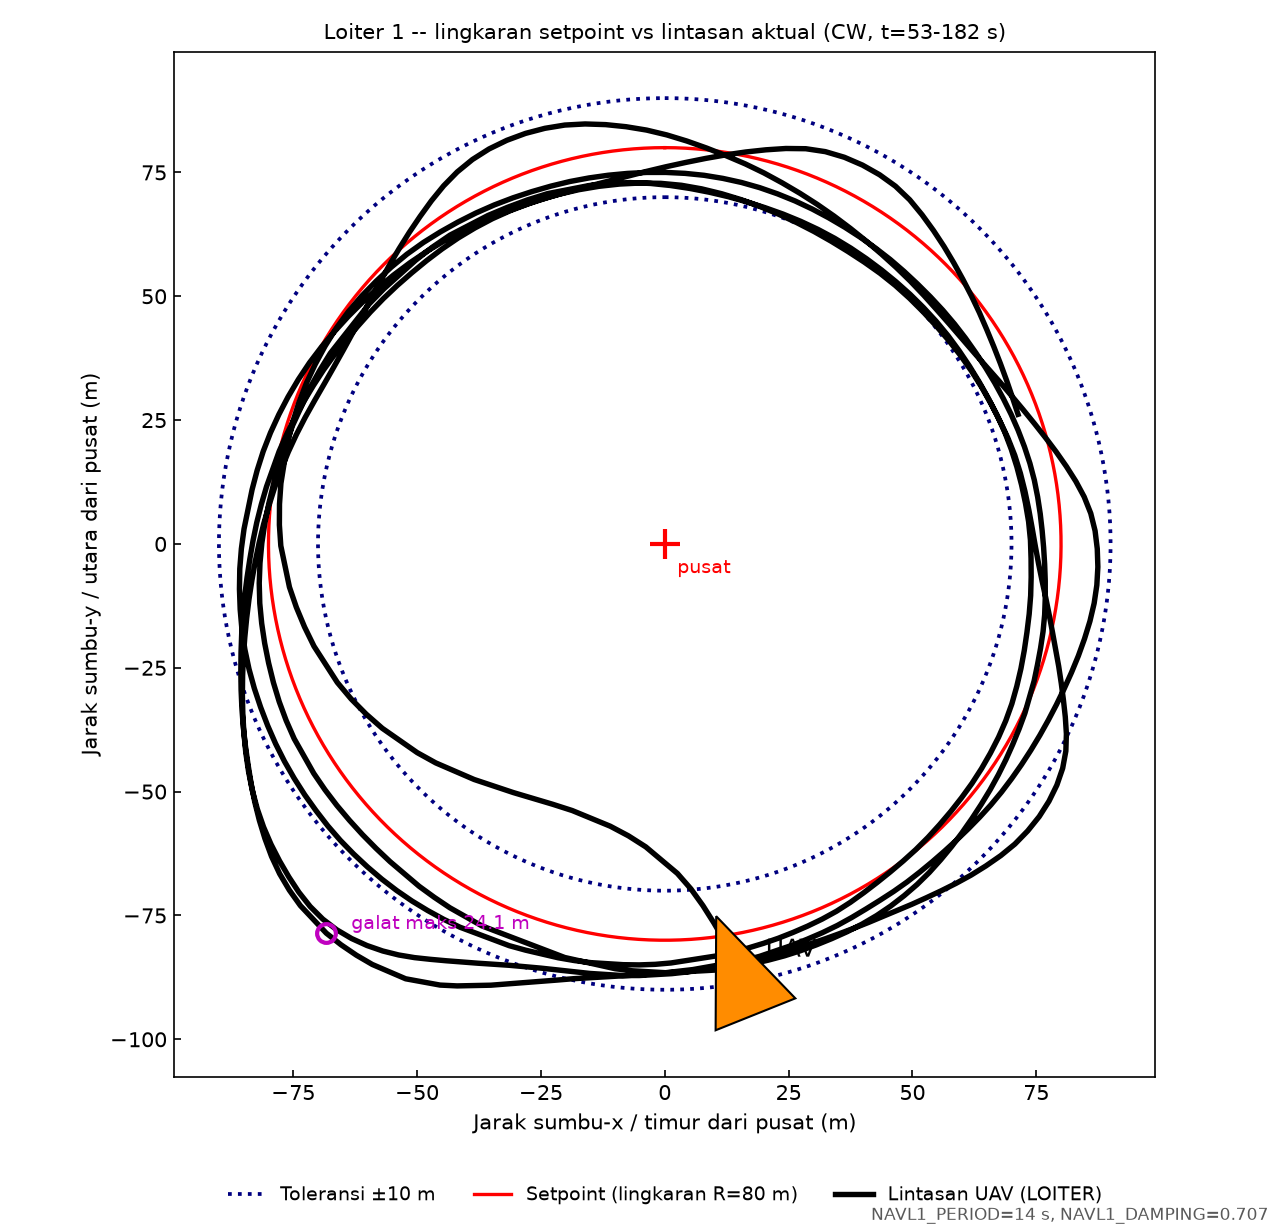 Loiter 1 -- lingkaran setpoint vs lintasan aktual (CW, t=53-182 s)
Jarak sumbu-y / utara dari pusat (m)
75
50
25
0
−25
−50
−75
−100
pusat
galat maks 24.1 m
UAV
−75
−50
−25
0
25
50
75
Jarak sumbu-x / timur dari pusat (m)
Toleransi ±10 m
Setpoint (lingkaran R=80 m)
Lintasan UAV (LOITER)
NAVL1_PERIOD=14 s, NAVL1_DAMPING=0.707